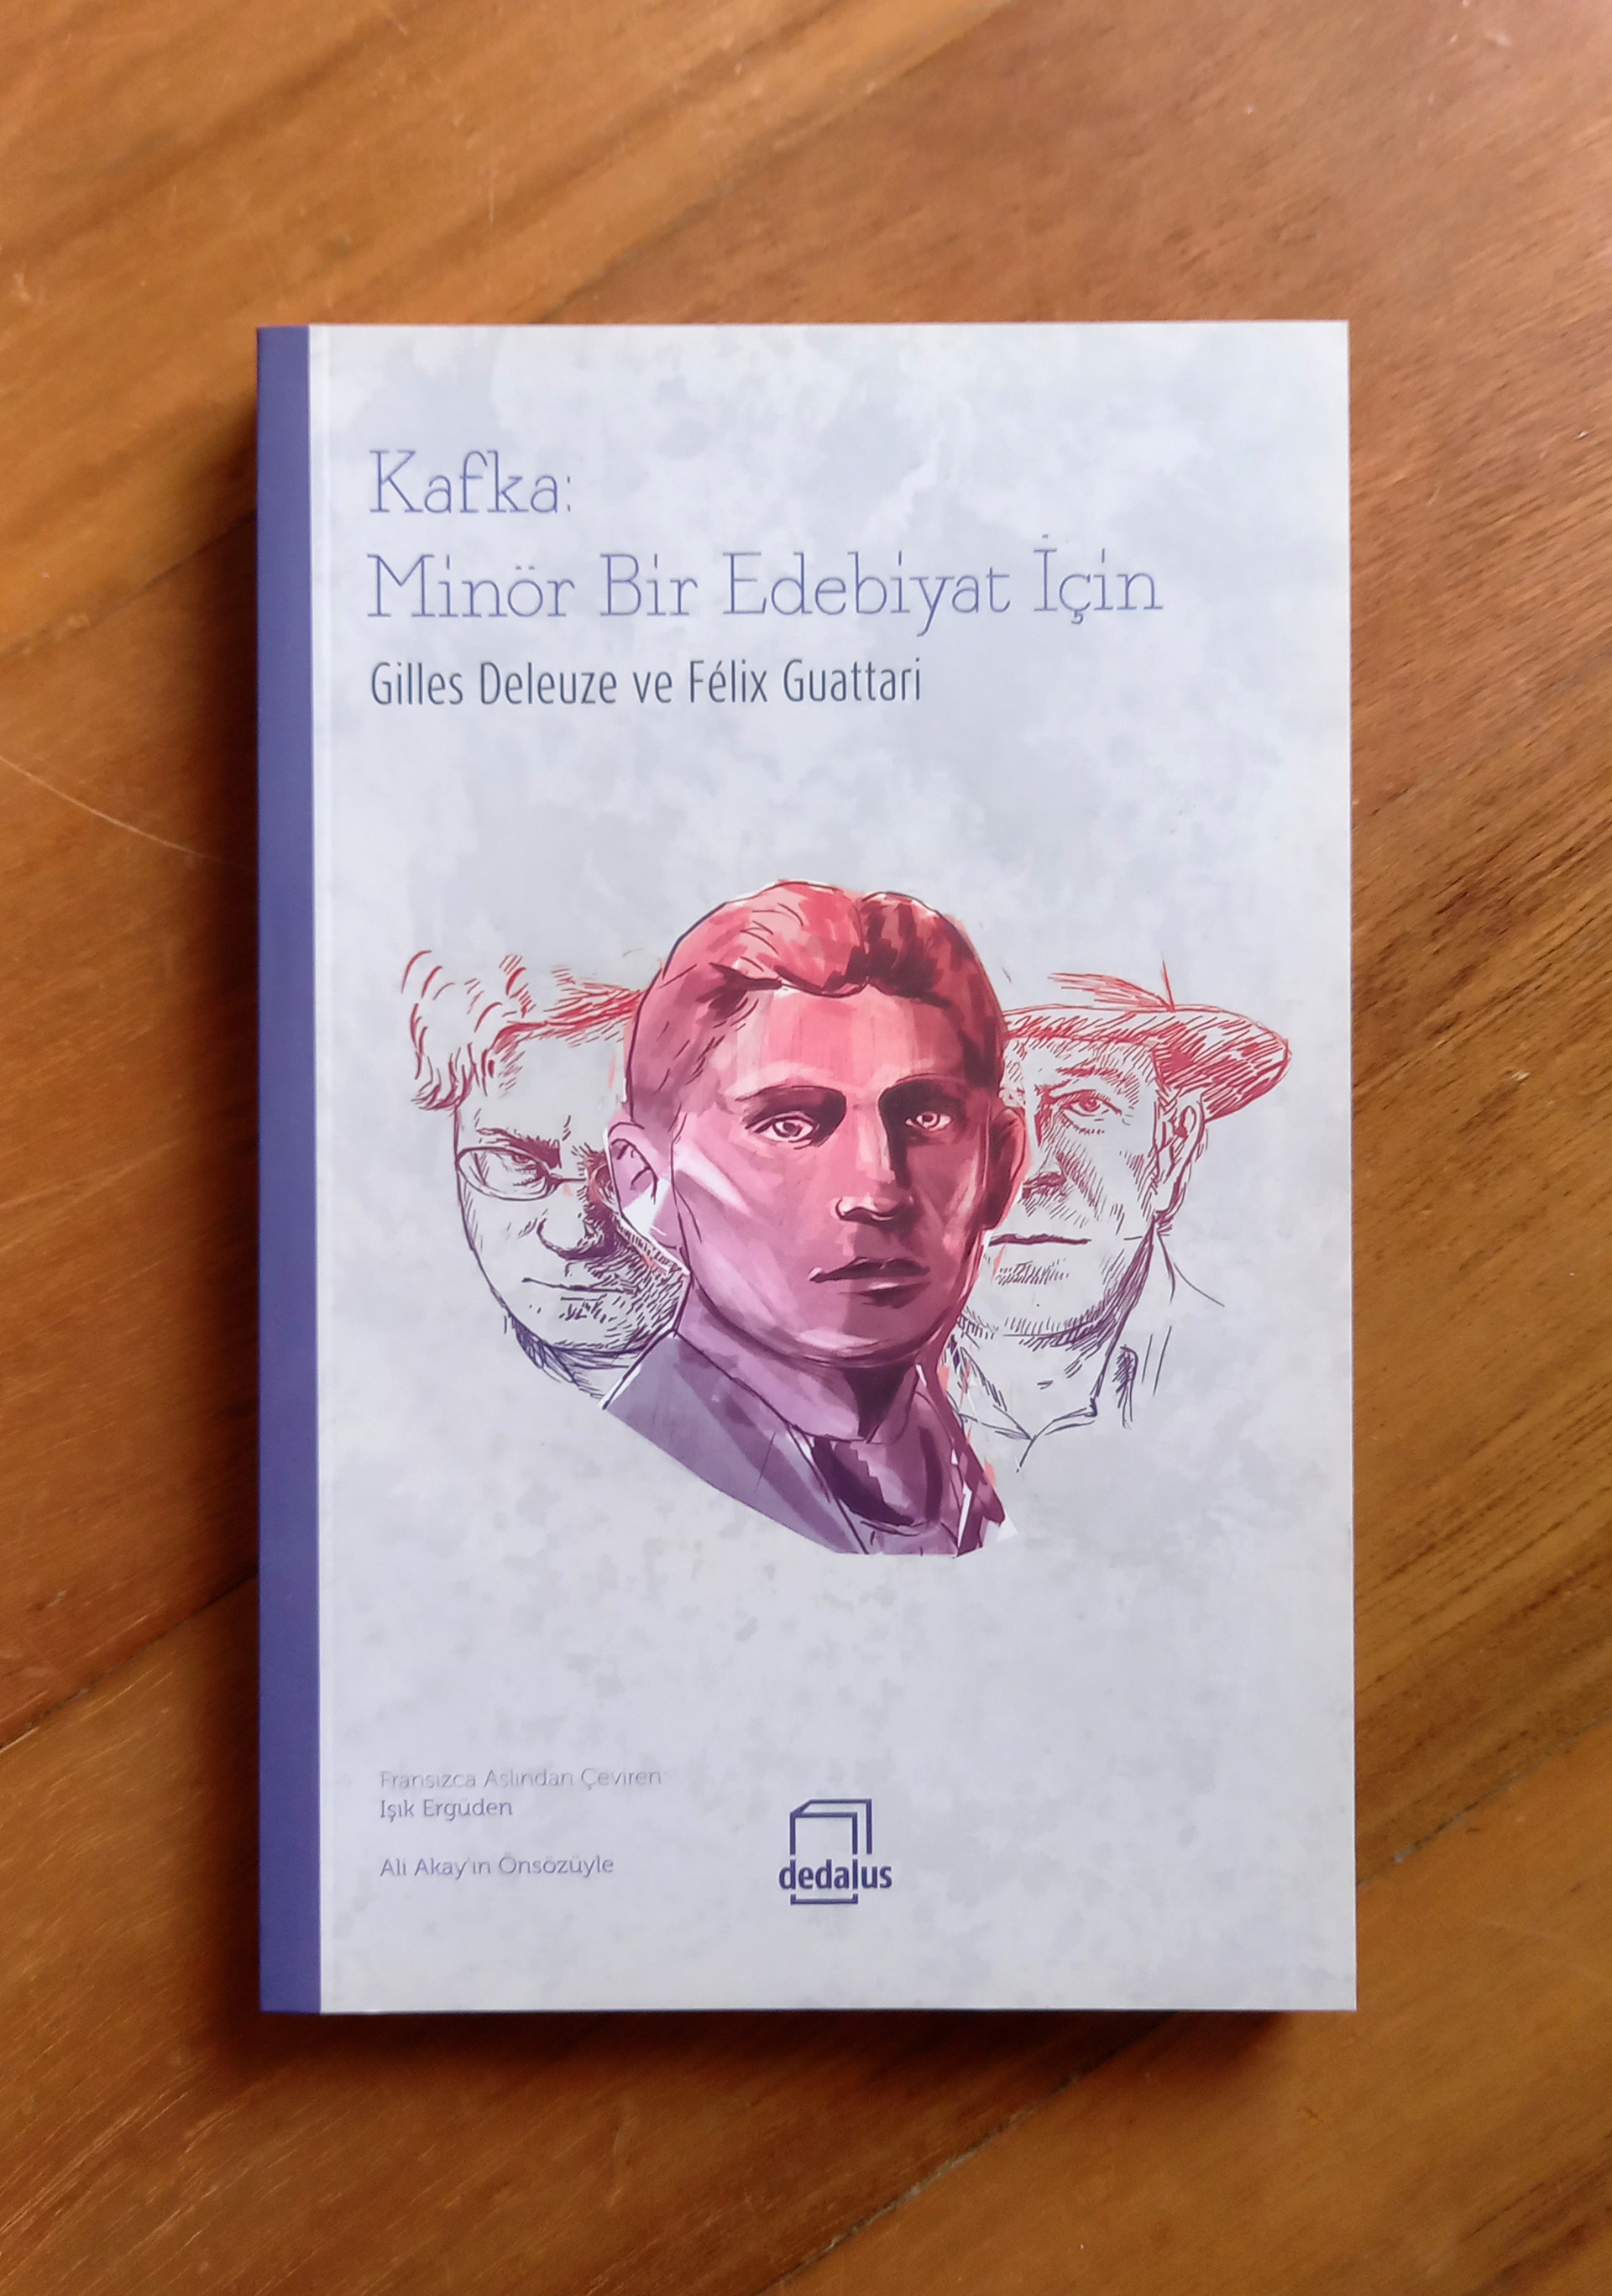 Kafka:
Minör Bir Edebiyat İçin
Gilles Deleuze ve Félix Guattari
Fransızca Aslından Çeviren
Işık Ergüden
Ali Akay'ın Önsözüyle
dedalus